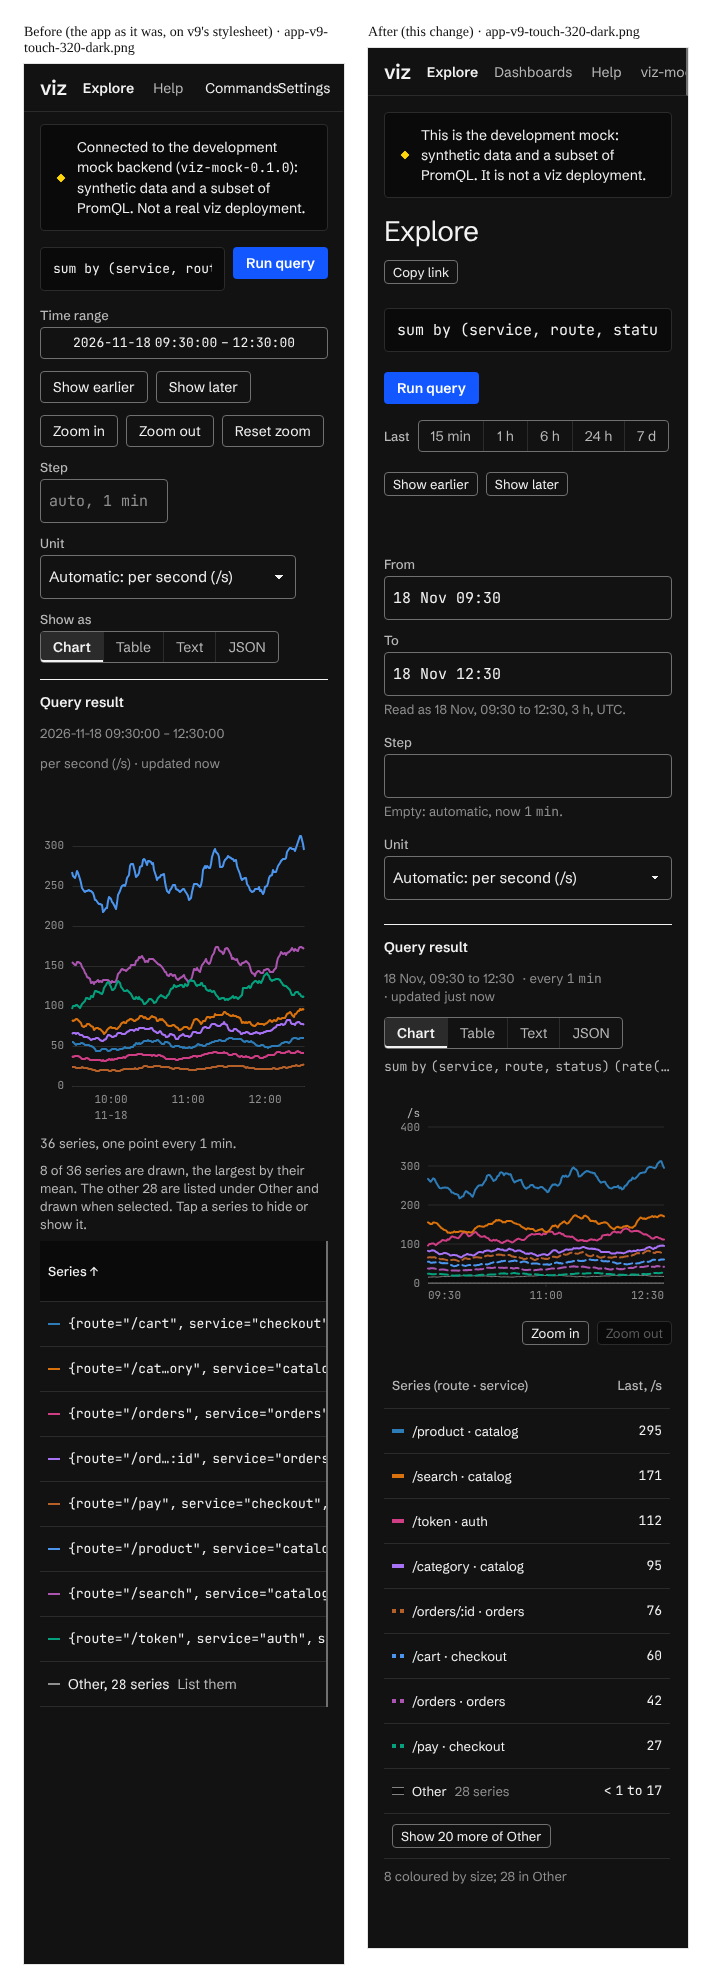 Before (the app as it was, on v9's stylesheet) · app-v9-
touch-320-dark.png
viz Explore Help Commands Settings
Connected to the development
mock backend (viz-mock-0.1.0):
synthetic data and a subset of
PromQL. Not a real viz deployment.
sum by (service, rout
Run query
Time range
2026-11-18 09:30:00 – 12:30:00
Show earlier Show later
Zoom in Zoom out Reset zoom
Step
auto, 1 min
Unit
Automatic: per second (/s)
Show as
Chart Table Text JSON
Query result
2026-11-18 09:30:00 – 12:30:00
per second (/s) · updated now
300
250
200
150
100
50
0
10:00 11:00 12:00
11-18
36 series, one point every 1 min.
8 of 36 series are drawn, the largest by their
mean. The other 28 are listed under Other and
drawn when selected. Tap a series to hide or
show it.
Series ↑
{route="/cart", service="checkout"
{route="/cat…ory", service="catalo
{route="/orders", service="orders"
{route="/ord…:id", service="orders
{route="/pay", service="checkout",
{route="/product", service="catalo
{route="/search", service="catalog
{route="/token", service="auth", s
Other, 28 series List them
After (this change) · app-v9-touch-320-dark.png
viz Explore Dashboards Help viz-mo
This is the development mock:
synthetic data and a subset of
PromQL. It is not a viz deployment.
Explore
Copy link
sum by (service, route, statu
Run query
Last 15 min 1 h 6 h 24 h 7 d
Show earlier Show later
From
18 Nov 09:30
To
18 Nov 12:30
Read as 18 Nov, 09:30 to 12:30, 3 h, UTC.
Step
Empty: automatic, now 1 min.
Unit
Automatic: per second (/s)
Query result
18 Nov, 09:30 to 12:30 · every 1 min
· updated just now
Chart Table Text JSON
sum by (service, route, status) (rate(…
/s
400
300
200
100
0
09:30 11:00 12:30
Zoom in Zoom out
Series (route · service) Last, /s
/product · catalog 295
/search · catalog 171
/token · auth 112
/category · catalog 95
/orders/:id · orders 76
/cart · checkout 60
/orders · orders 42
/pay · checkout 27
Other 28 series < 1 to 17
Show 20 more of Other
8 coloured by size; 28 in Other